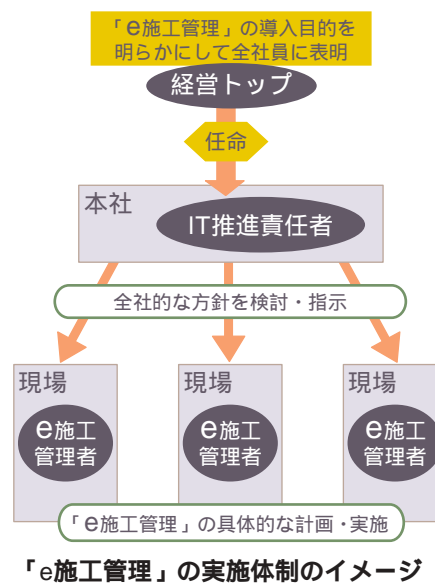 「e施工管理」の導入目的を
明らかにして全社員に表明
経営トップ
任命
本社
IT推進責任者
全社的な方針を検討・指示
現場
e施工
管理者
現場
e施工
管理者
現場
e施工
管理者
「e施工管理」の具体的な計画・実施
「e施工管理」の実施体制のイメージ